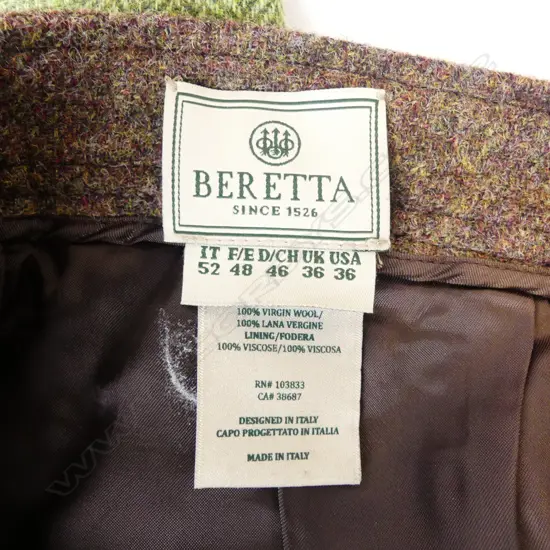 BERETTA
SINCE 1526
IT F/E D/CH UK USA
52 48 46 36 36
100% VIRGIN WOOL/
100% LANA VERGINE
LINING/FODERA
100% VISCOSE/100% VISCOSA
RN# 103833
CA# 38687
DESIGNED IN ITALY
CAPO PROGETTATO IN ITALIA
MADE IN ITALY